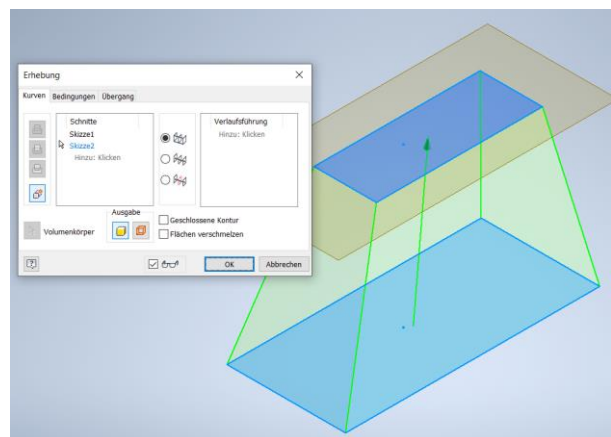 Erhebung
Kurven Bedingungen Übergang
Schnitte
Skizze1
Skizze2
Hinzu: Klicken
Verlaufsführung
Hinzu: Klicken
Ausgabe
Volumenkörper
Geschlossene Kontur
Flächen verschmelzen
OK
Abbrechen